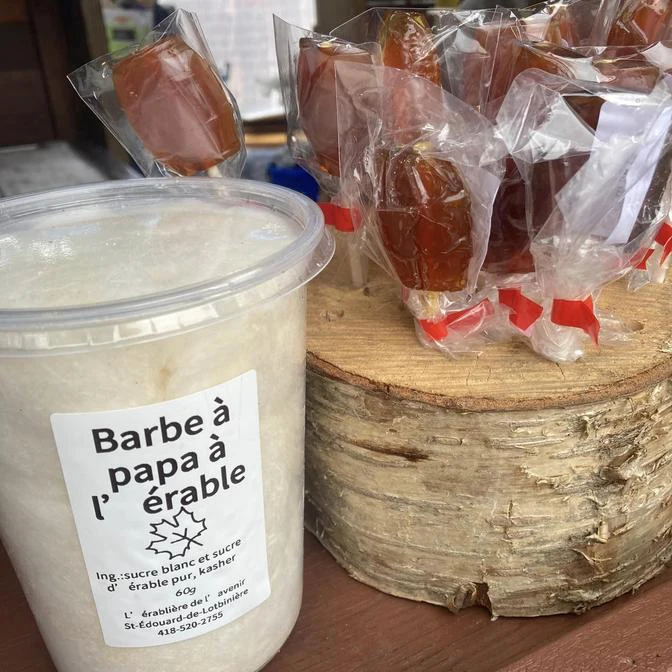 Barbe à
papa à
l' érable
Ing.:sucre blanc et sucre
d' érable pur, kasher
60g
L' érablière de l' avenir
St-Édouard-de-Lotbinière
418-520-2755